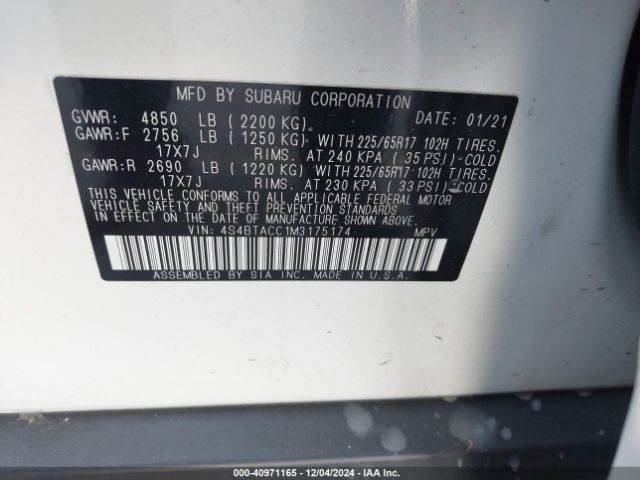 MFD BY SUBARU CORPORATION DATE: 01/21
GVWR: 4850 LB (2200 KG)
GAWR:F 2756 LB (1250 KG) WITH 225/65R17 102H TIRES.
17X7J RIMS. AT 240 KPA (35 PSI) COLD
GAWR:R 2690 LB (1220 KG) WITH 225/65R17 102H TIRES.
17X7J RIMS. AT 230 KPA (33 PSI) COLD
THIS VEHICLE CONFORMS TO ALL APPLICABLE FEDERAL MOTOR
VEHICLE SAFETY AND THEFT PREVENTION STANDARDS IN EFFECT
ON THE DATE OF MANUFACTURE SHOWN ABOVE.
VIN: 4S4BTACC1M3175174 MPV
ASSEMBLED BY SIA INC. IN U.S.A.
00-40971165 - 12/04/2024 - IAA Inc.